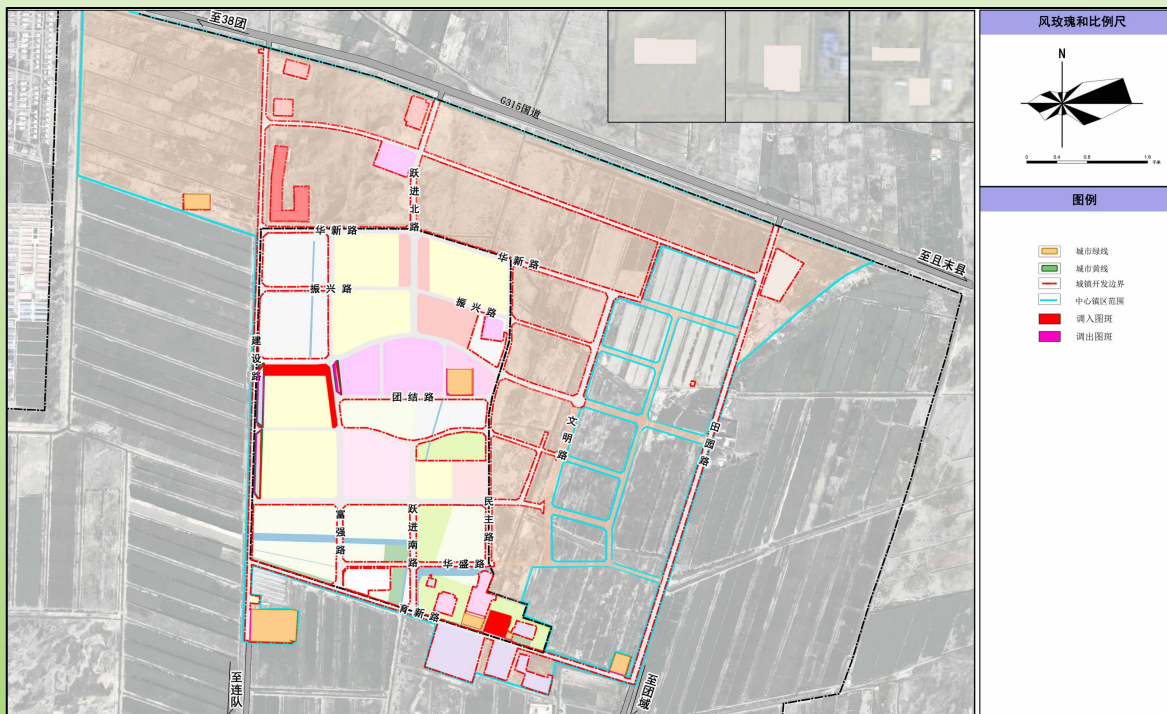 至38团
G315国道
至且末县
跃进北路
华新路
华新路
振兴路
振兴路
建设路
团结路
文明路
田园路
民主路
富强路
跃进南路
华盛路
育新路
至连队
至团域
风玫瑰和比例尺
N
0 0.4 0.8 1.6
千米
图例
城市绿线
城市黄线
城镇开发边界
中心镇区范围
调入图斑
调出图斑